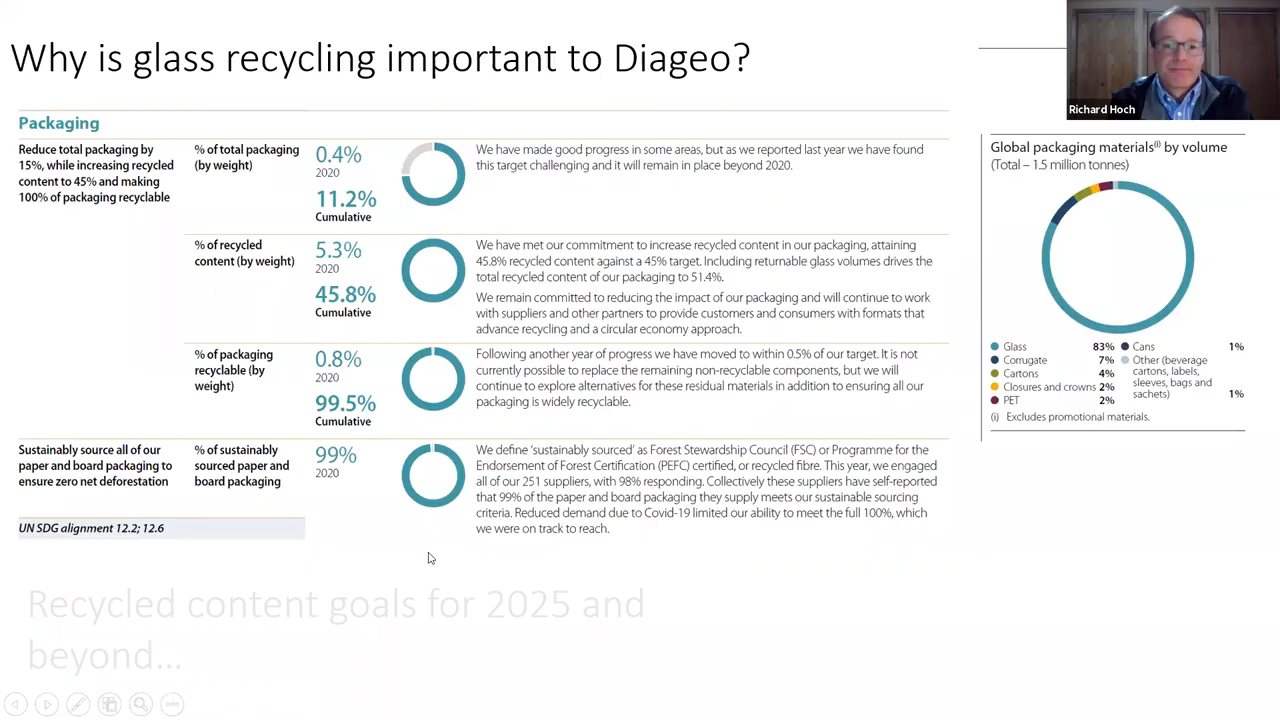 Why is glass recycling important to Diageo?
Richard Hoch
Packaging
Reduce total packaging by
15%, while increasing recycled
content to 45% and making
100% of packaging recyclable
% of total packaging
(by weight)
0.4%
2020
11.2%
Cumulative
We have made good progress in some areas, but as we reported last year we have found
this target challenging and it will remain in place beyond 2020.
% of recycled
content (by weight)
5.3%
2020
45.8%
Cumulative
We have met our commitment to increase recycled content in our packaging, attaining
45.8% recycled content against a 45% target. Including returnable glass volumes drives the
total recycled content of our packaging to 51.4%.
We remain committed to reducing the impact of our packaging and will continue to work
with suppliers and other partners to provide customers and consumers with formats that
advance recycling and a circular economy approach.
% of packaging
recyclable (by
weight)
0.8%
2020
99.5%
Cumulative
Following another year of progress we have moved to within 0.5% of our target. It is not
currently possible to replace the remaining non-recyclable components, but we will
continue to explore alternatives for these residual materials in addition to ensuring all our
packaging is widely recyclable.
Sustainably source all of our
paper and board packaging to
ensure zero net deforestation
% of sustainably
sourced paper and
board packaging
99%
2020
We define ‘sustainably sourced’ as Forest Stewardship Council (FSC) or Programme for the
Endorsement of Forest Certification (PEFC) certified, or recycled fibre. This year, we engaged
all of our 251 suppliers, with 98% responding. Collectively these suppliers have self-reported
that 99% of the paper and board packaging they supply meets our sustainable sourcing
criteria. Reduced demand due to Covid-19 limited our ability to meet the full 100%, which
we were on track to reach.
UN SDG alignment 12.2; 12.6
Global packaging materials(i) by volume
(Total – 1.5 million tonnes)
Glass 83%
Corrugate 7%
Cartons 4%
Closures and crowns 2%
PET 2%
Cans 1%
Other (beverage
cartons, labels,
sleeves, bags and
sachets) 1%
(i) Excludes promotional materials.
Recycled content goals for 2025 and
beyond...